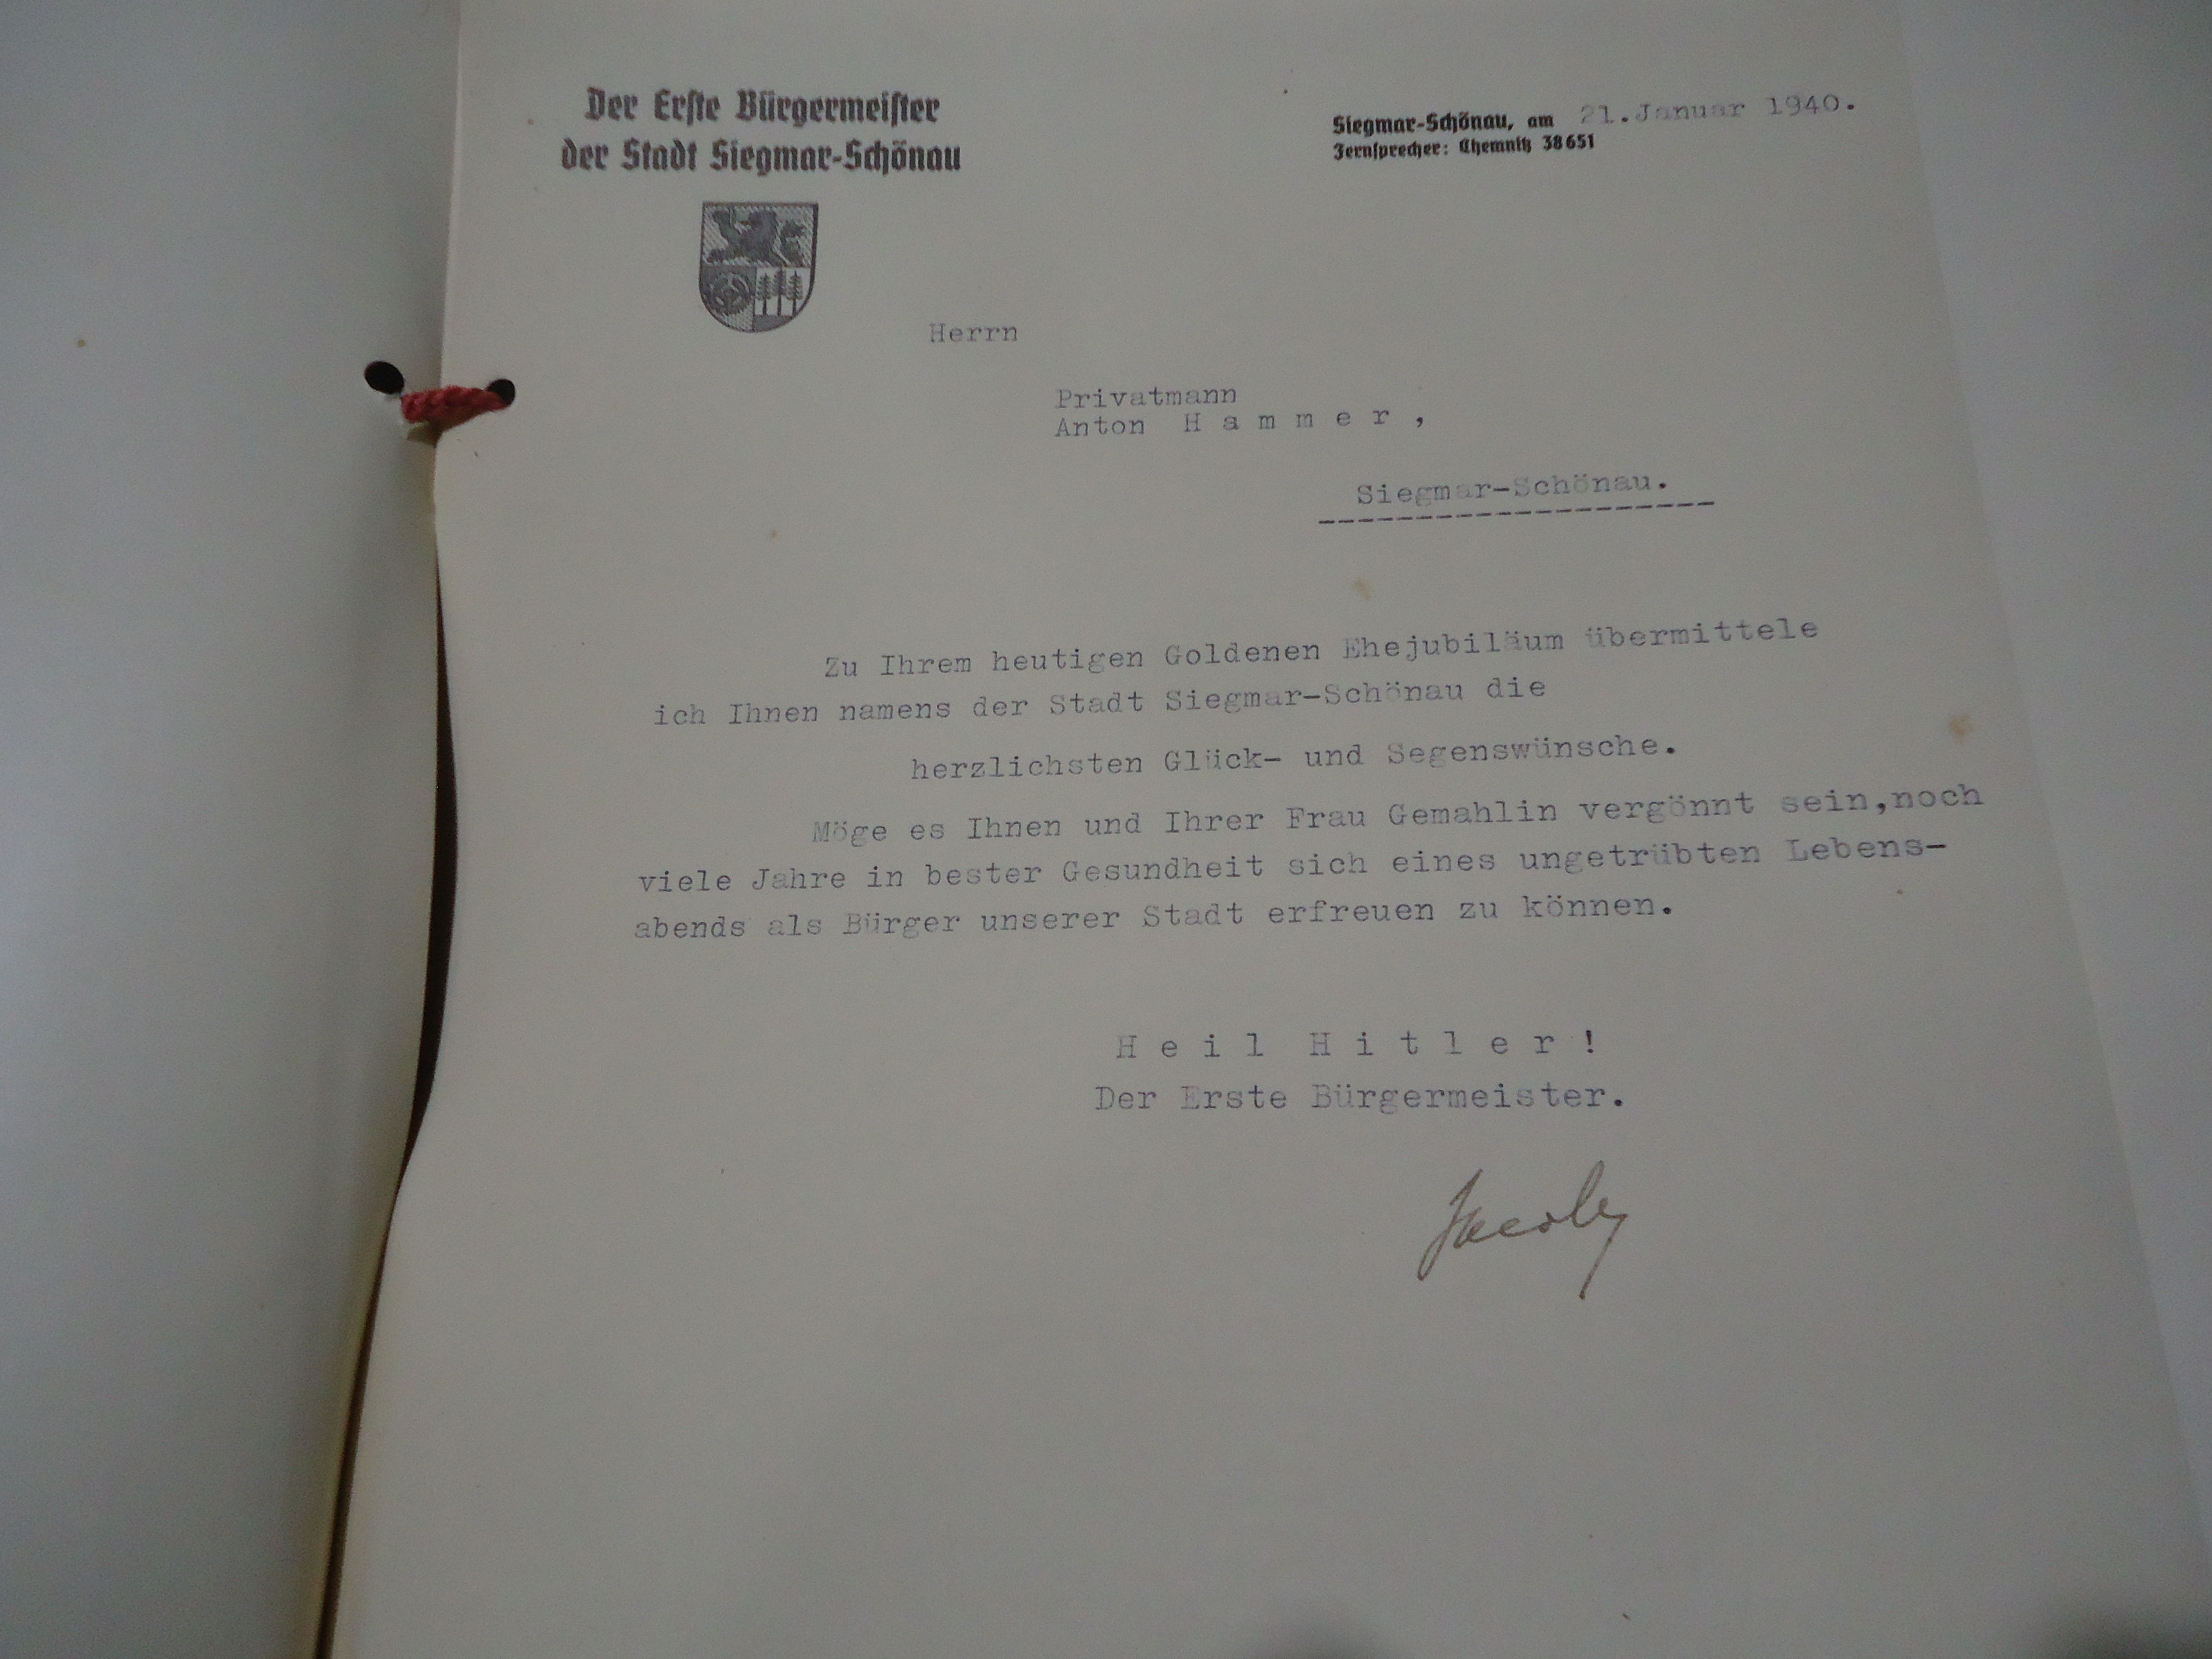 Der Erste Bürgermeister
der Stadt Siegmar-Schönau
Siegmar-Schönau, am 21.Januar 1940.
Fernsprecher: Chemnitz 38651
Herrn
Privatmann
Anton H a m m e r ,
Siegmar-Schönau.
Zu Ihrem heutigen Goldenen Ehejubiläum übermittele
ich Ihnen namens der Stadt Siegmar-Schönau die
herzlichsten Glück- und Segenswünsche.
Möge es Ihnen und Ihrer Frau Gemahlin vergönnt sein,noch
viele Jahre in bester Gesundheit sich eines ungetrübten Lebens-
abends als Bürger unserer Stadt erfreuen zu können.
H e i l H i t l e r !
Der Erste Bürgermeister.